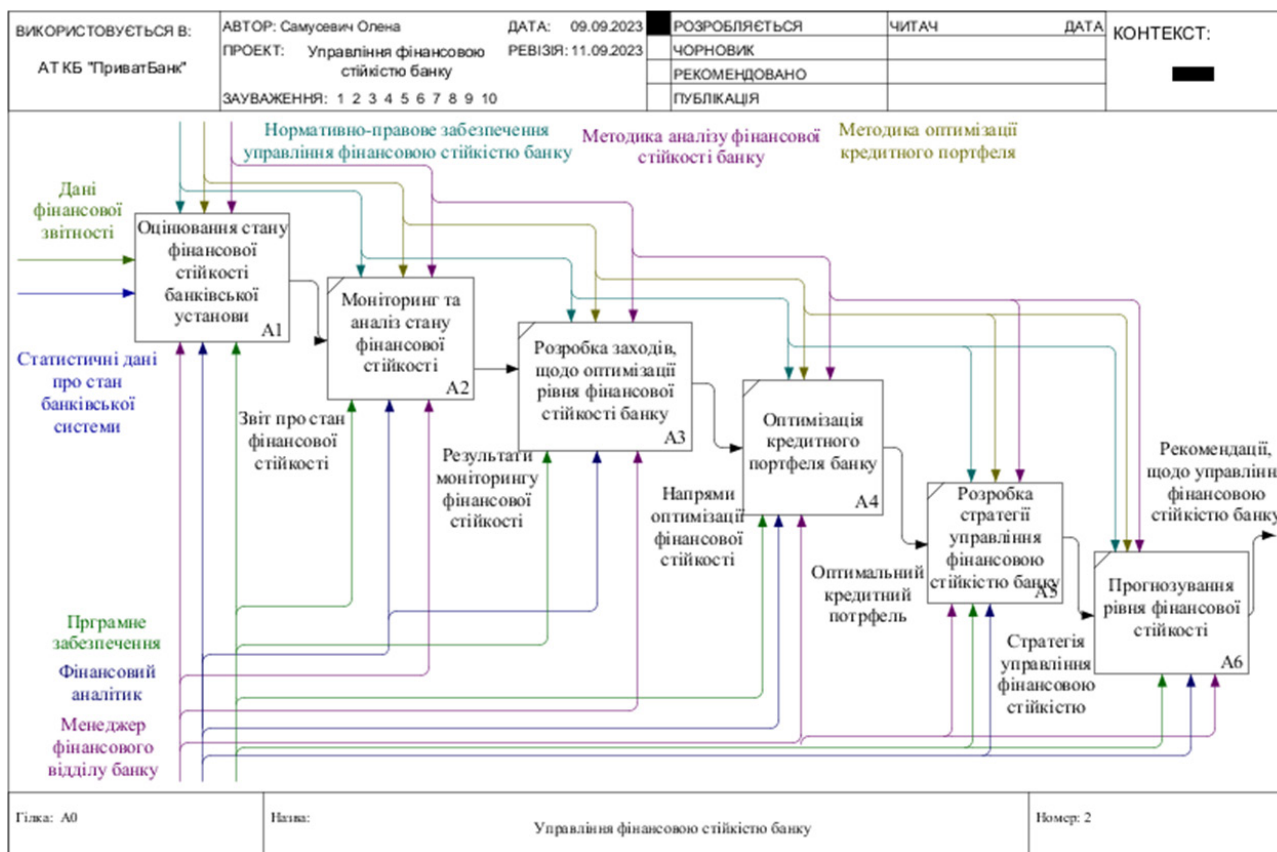 ВИКОРИСТОВУЄТЬСЯ В:
АТ КБ "ПриватБанк"
АВТОР: Самусевич Олена
ДАТА: 09.09.2023
ПРОЕКТ: Управління фінансовою
стійкістю банку
РЕВІЗІЯ: 11.09.2023
ЗАУВАЖЕННЯ: 1 2 3 4 5 6 7 8 9 10
РОЗРОБЛЯЄТЬСЯ
ЧОРНОВИК
РЕКОМЕНДОВАНО
ПУБЛІКАЦІЯ
ЧИТАЧ
ДАТА
КОНТЕКСТ:
Нормативно-правове забезпечення
управління фінансовою стійкістю банку
Методика аналізу фінансової
стійкості банку
Методика оптимізації
кредитного портфеля
Дані
фінансової
звітності
Статистичні дані
про стан
банківської
системи
Оцінювання стану
фінансової
стійкості
банківської
установи
A1
Моніторинг та
аналіз стану
фінансової
стійкості
A2
Звіт про стан
фінансової
стійкості
Розробка заходів,
щодо оптимізації
рівня фінансової
стійкості банку
A3
Результати
моніторингу
фінансової
стійкості
Оптимізація
кредитного
портфеля банку
A4
Напрями
оптимізації
фінансової
стійкості
Розробка
стратегії
управління
фінансовою
стійкістю банку
A5
Оптимальний
кредитний
потрфель
Прогнозування
рівня фінансової
стійкості
A6
Стратегія
управління
фінансовою
стійкістю
Рекомендації,
щодо управлінн
фінансовою
стійкістю банку
Прграмне
забезпечення
Фінансовий
аналітик
Менеджер
фінансового
відділу банку
Гілка: A0
Назва:
Управління фінансовою стійкістю банку
Номер: 2